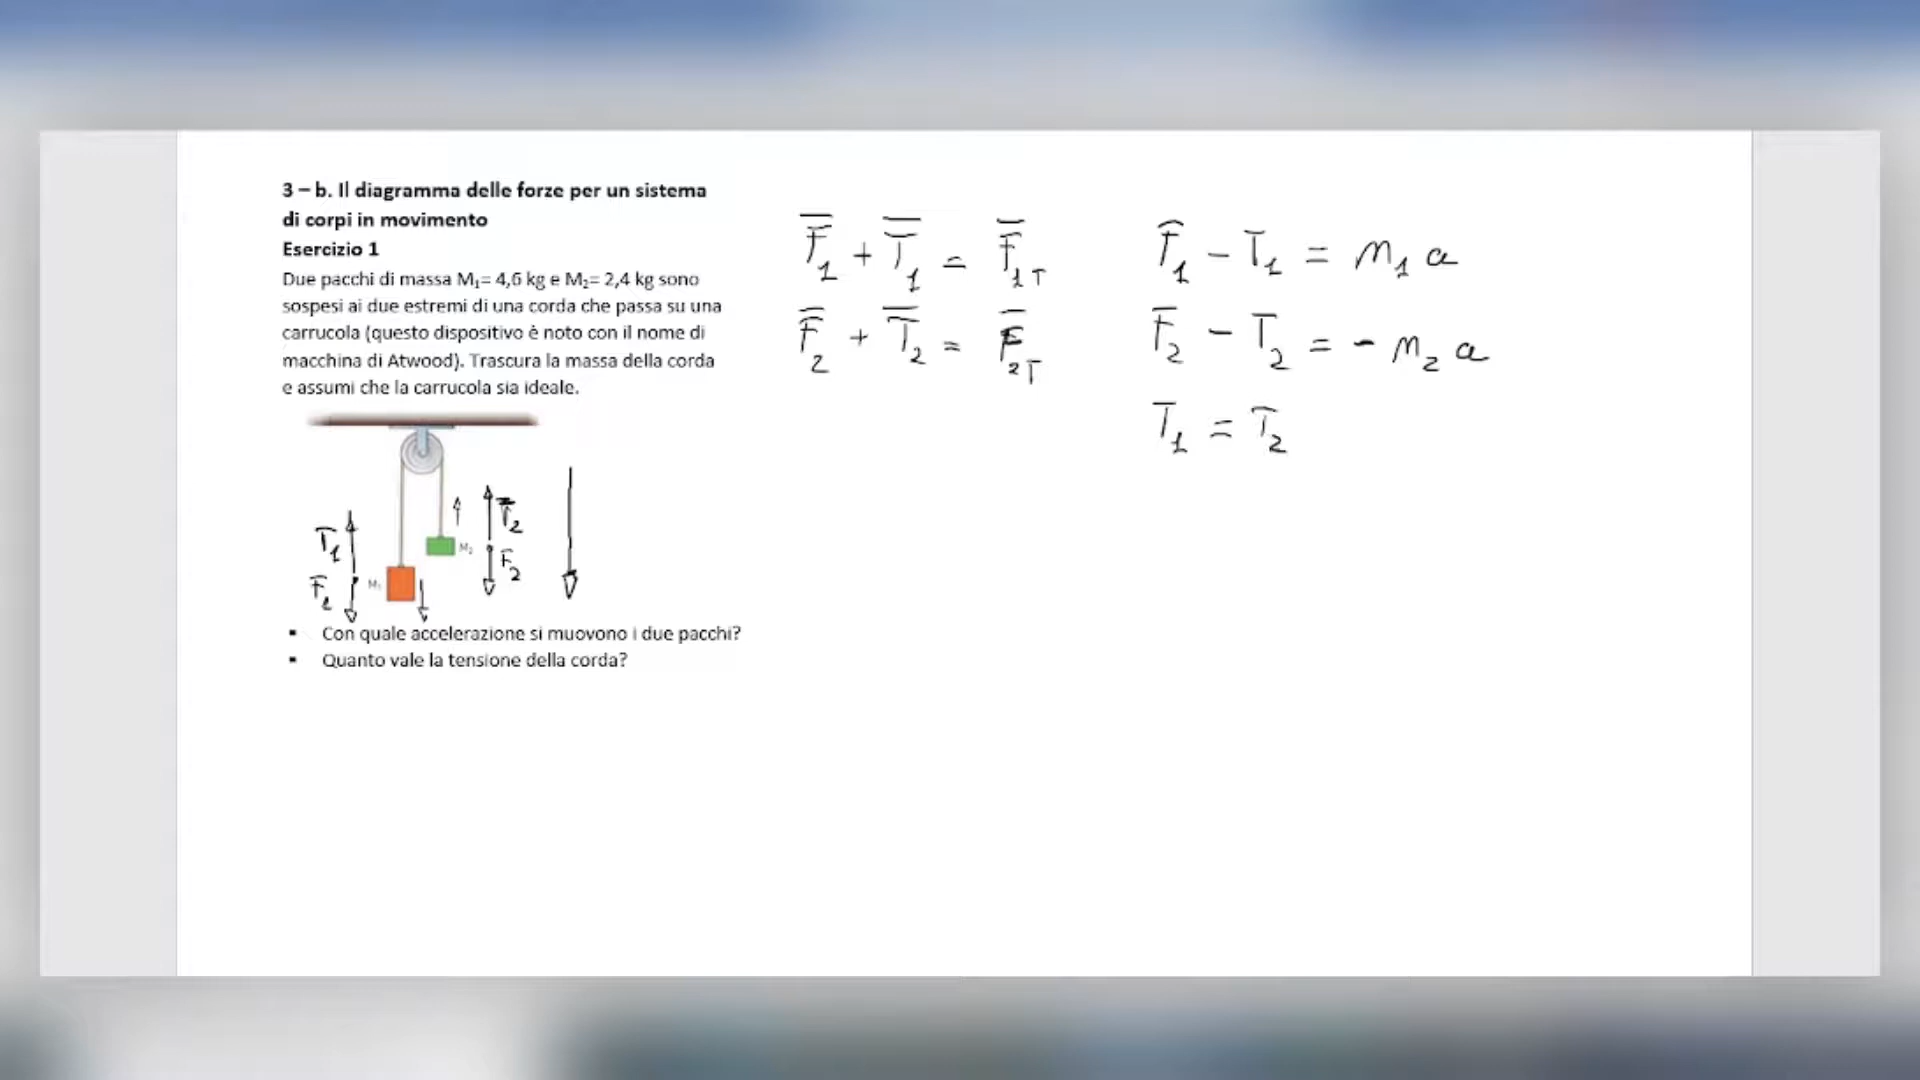 3 – b. Il diagramma delle forze per un sistema
di corpi in movimento
Esercizio 1
Due pacchi di massa M₁= 4,6 kg e M₂= 2,4 kg sono
sospesi ai due estremi di una corda che passa su una
carrucola (questo dispositivo è noto con il nome di
macchina di Atwood). Trascura la massa della corda
e assumi che la carrucola sia ideale.
T₁
F₁
M₁
M₂
T̅₂
F₂
▪ Con quale accelerazione si muovono i due pacchi?
▪ Quanto vale la tensione della corda?
F̅₁ + T̅₁ = F̅₁T
F̅₂ + T̅₂ = F̅₂T
F₁ - T₁ = m₁ a
F₂ - T₂ = - m₂ a
T₁ = T₂